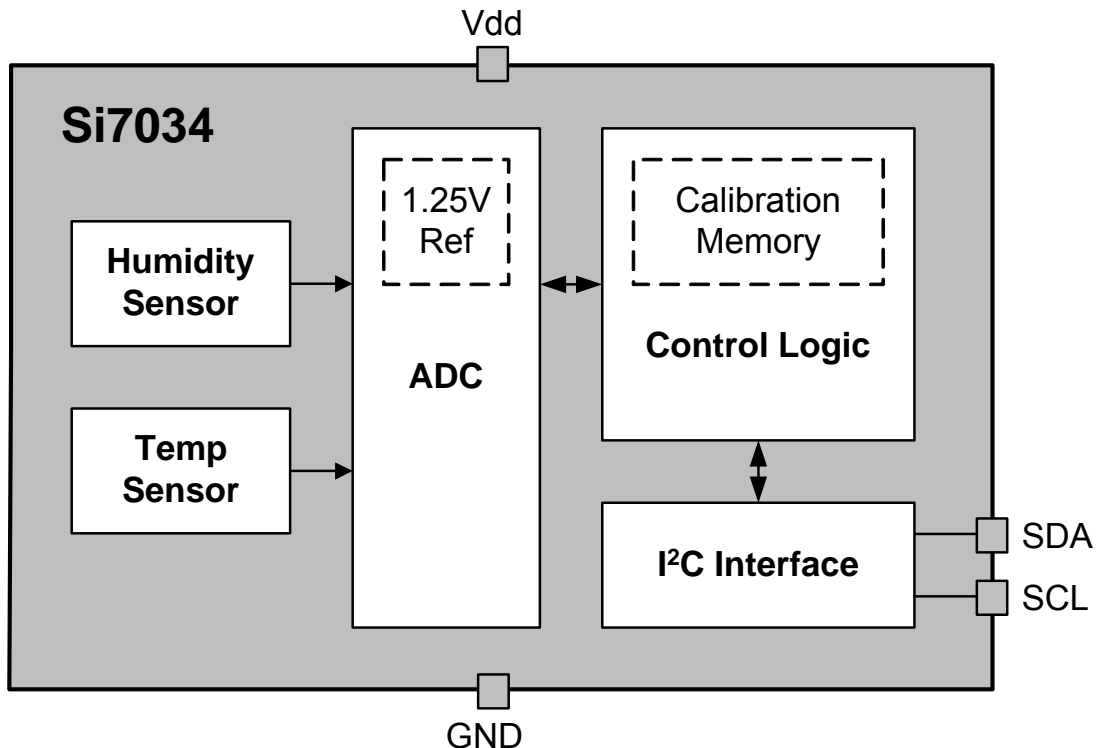 Vdd
Si7034
1.25V
Ref
Calibration
Memory
Humidity
Sensor
Control Logic
ADC
Temp
Sensor
I²C Interface
SDA
SCL
GND